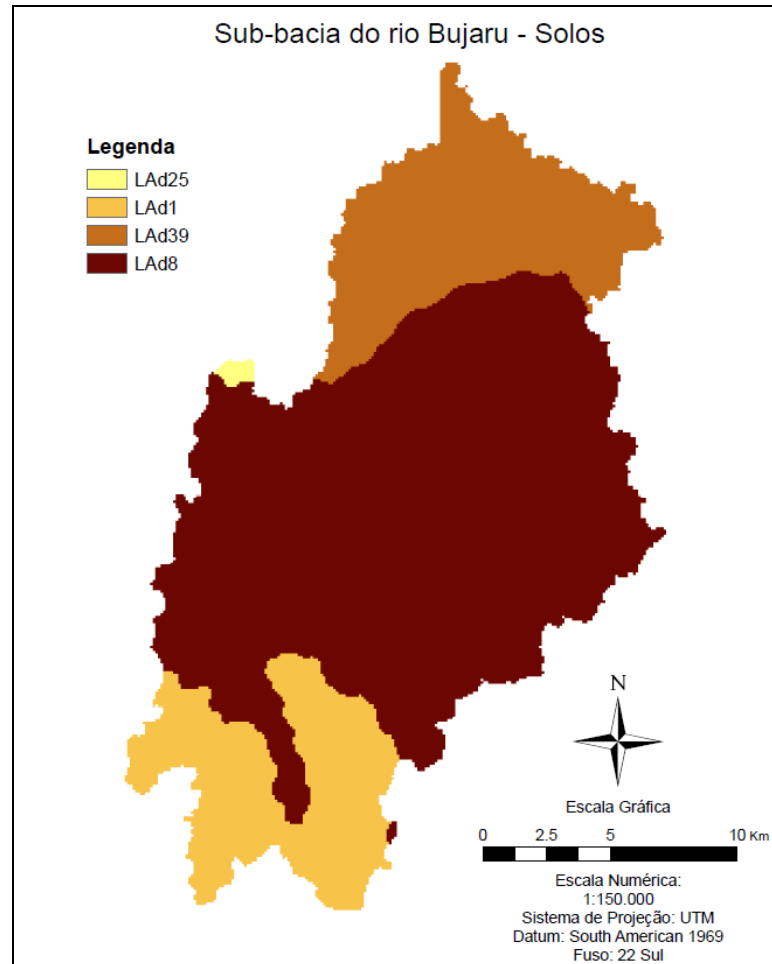 Sub-bacia do rio Bujaru - Solos
Legenda
LAd25
LAd1
LAd39
LAd8
N
Escala Gráfica
0 2.5 5 10 Km
Escala Numérica:
1:150.000
Sistema de Projeção: UTM
Datum: South American 1969
Fuso: 22 Sul